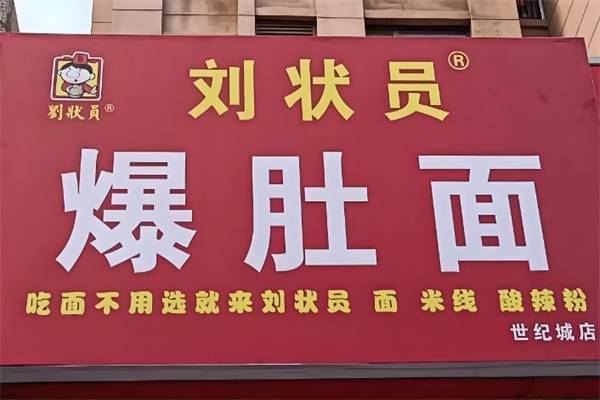 刘状员®
劉狀員®
爆肚面
吃面不用选就来刘状员 面 米线 酸辣粉
世纪城店